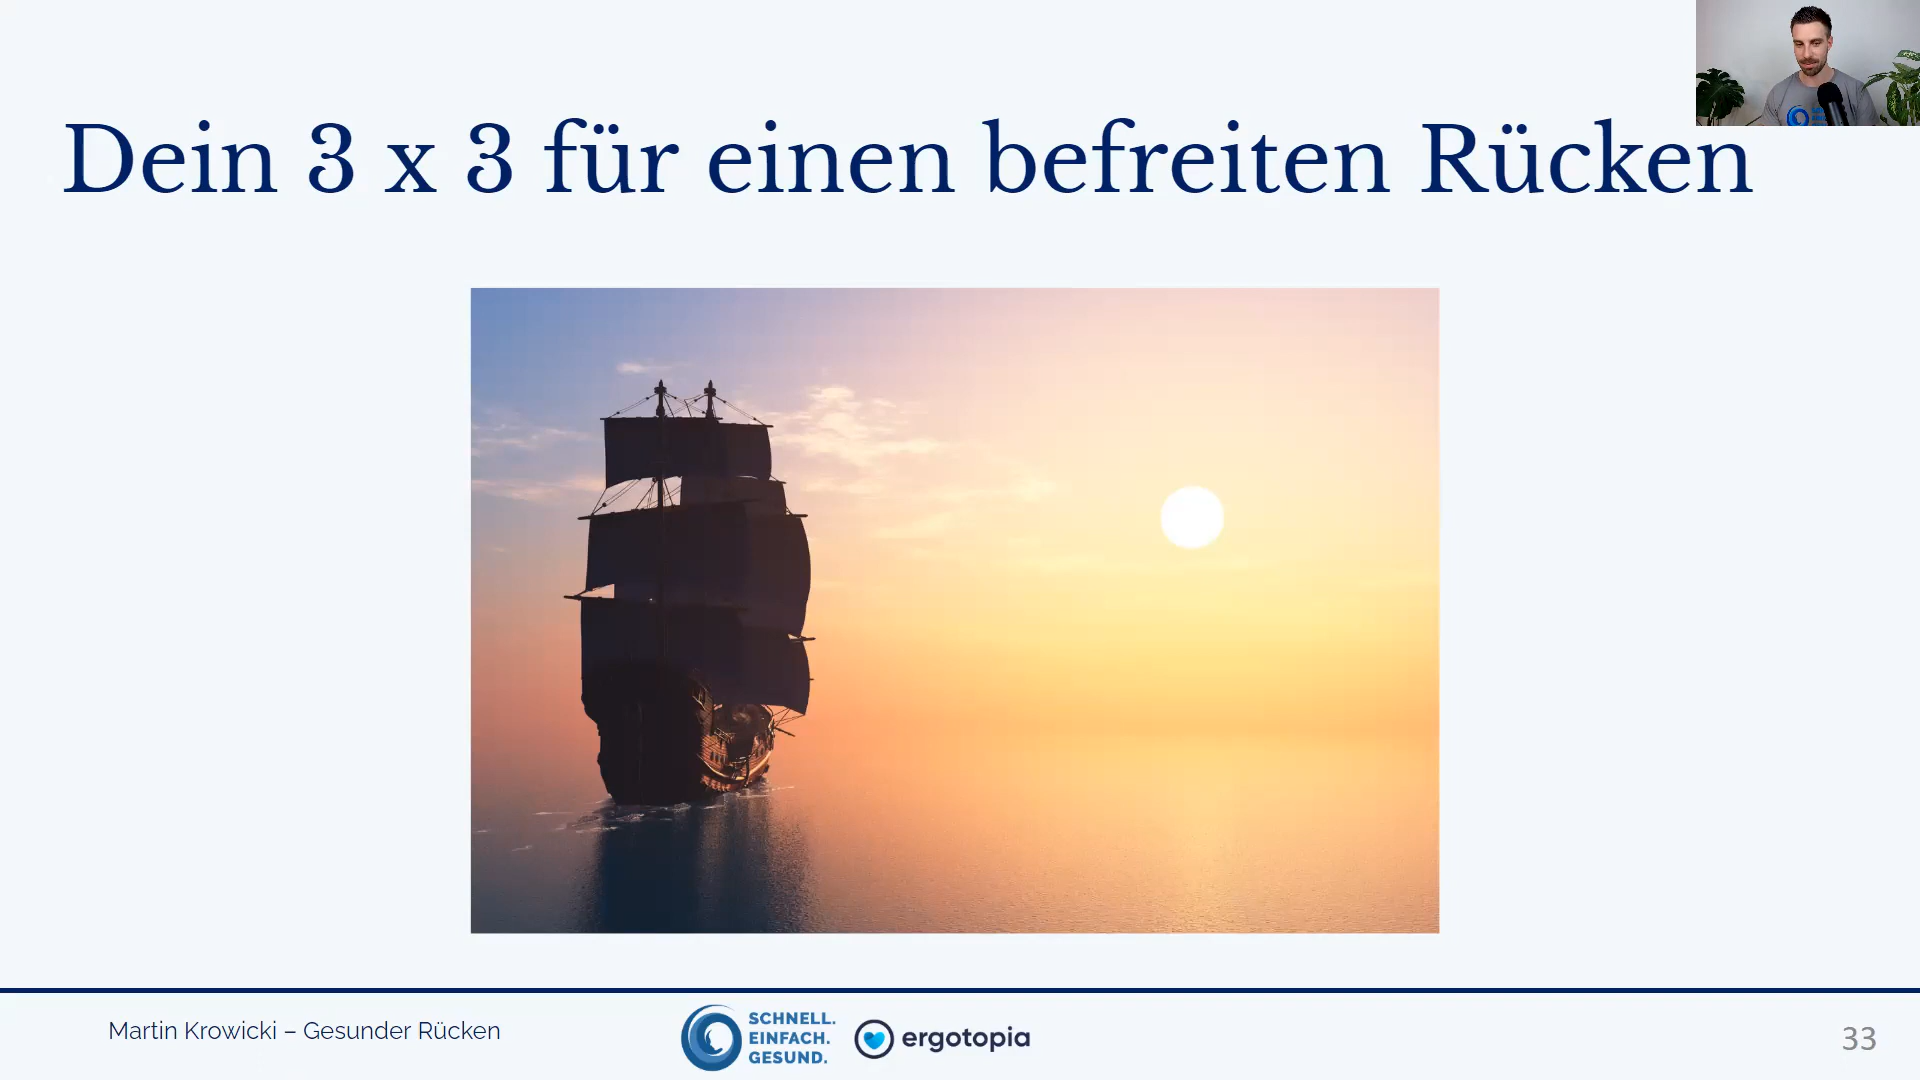 Dein 3 x 3 für einen befreiten Rücken
Martin Krowicki – Gesunder Rücken
SCHNELL.
EINFACH.
GESUND.
ergotopia
33